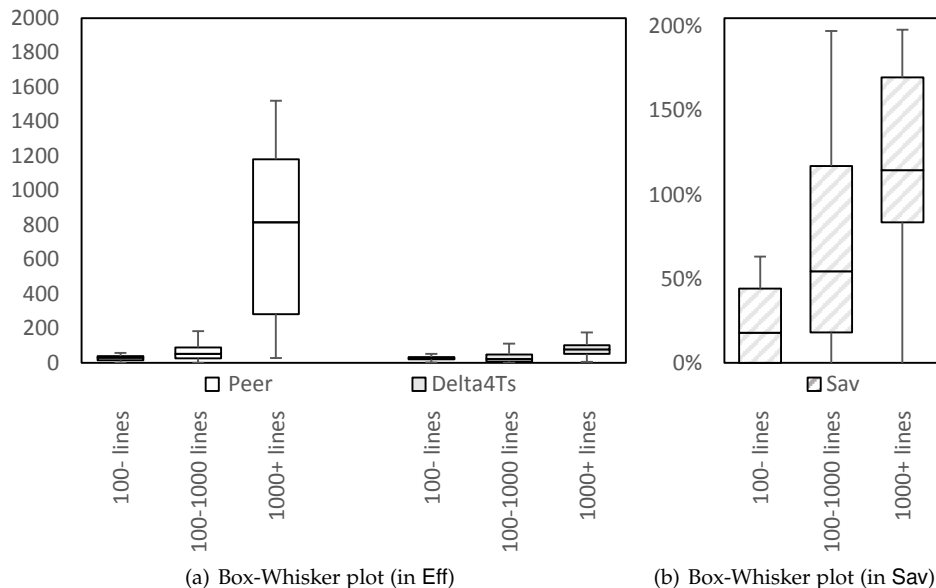 2000
1800
1600
1400
1200
1000
800
600
400
200
0
Peer
Delta4Ts
100- lines
100-1000 lines
1000+ lines
100- lines
100-1000 lines
1000+ lines
(a) Box-Whisker plot (in Eff)
200%
150%
100%
50%
0%
Sav
100- lines
100-1000 lines
1000+ lines
(b) Box-Whisker plot (in Sav)